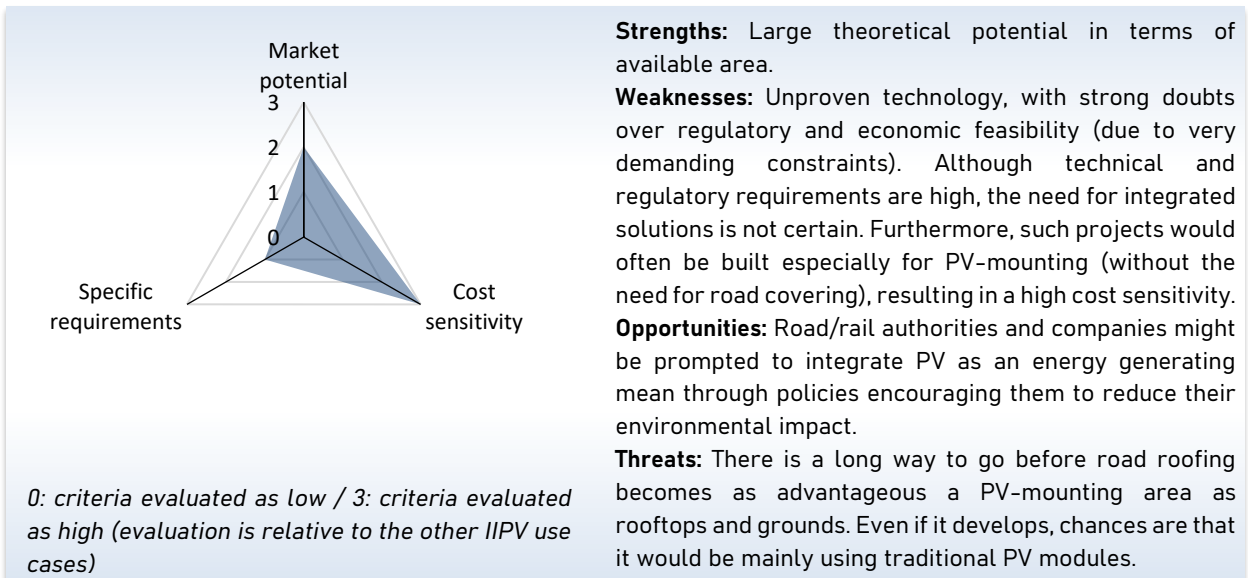 Market
potential
3
2
1
0
Specific
requirements
Cost
sensitivity
0: criteria evaluated as low / 3: criteria evaluated
as high (evaluation is relative to the other IIPV use
cases)
Strengths: Large theoretical potential in terms of
available area.
Weaknesses: Unproven technology, with strong doubts
over regulatory and economic feasibility (due to very
demanding constraints). Although technical and
regulatory requirements are high, the need for integrated
solutions is not certain. Furthermore, such projects would
often be built especially for PV-mounting (without the
need for road covering), resulting in a high cost sensitivity.
Opportunities: Road/rail authorities and companies might
be prompted to integrate PV as an energy generating
mean through policies encouraging them to reduce their
environmental impact.
Threats: There is a long way to go before road roofing
becomes as advantageous a PV-mounting area as
rooftops and grounds. Even if it develops, chances are that
it would be mainly using traditional PV modules.